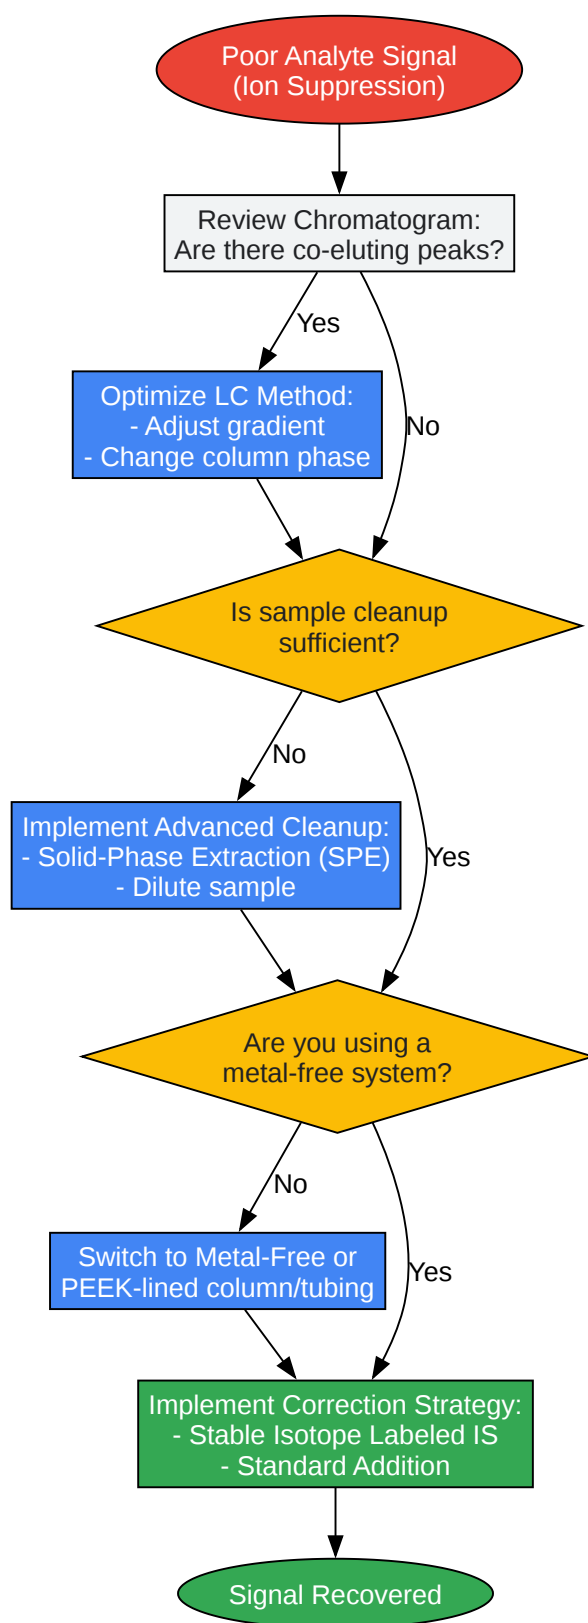 Poor Analyte Signal
(Ion Suppression)
Review Chromatogram:
Are there co-eluting peaks?
Yes
Optimize LC Method:
- Adjust gradient
- Change column phase
No
Is sample cleanup
sufficient?
No
Implement Advanced Cleanup:
- Solid-Phase Extraction (SPE)
- Dilute sample
Yes
Are you using a
metal-free system?
No
Switch to Metal-Free or
PEEK-lined column/tubing
Yes
Implement Correction Strategy:
- Stable Isotope Labeled IS
- Standard Addition
Signal Recovered